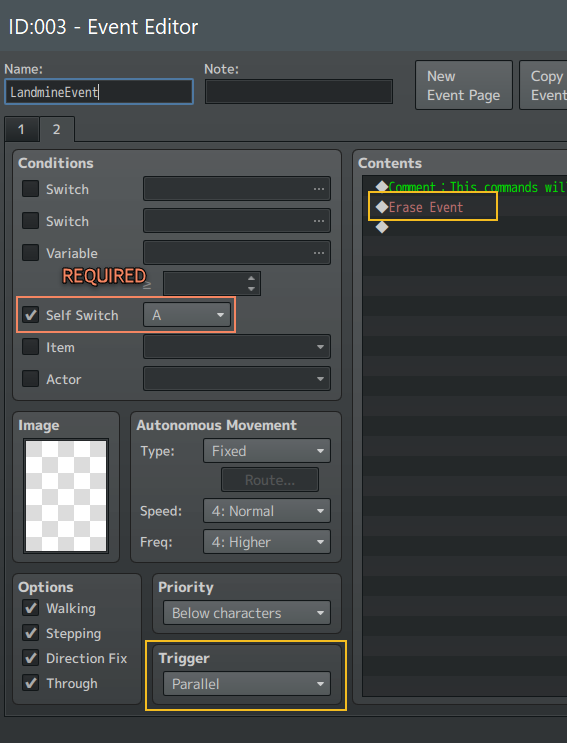 ID:003 - Event Editor
Name:
Note:
LandmineEvent
New
Event Page
Copy
Event
1
2
Conditions
Switch
...
Switch
...
Variable
...
REQUIRED
≥
Self Switch
A
Item
Actor
Image
Autonomous Movement
Type:
Fixed
Route...
Speed:
4: Normal
Freq:
4: Higher
Options
Walking
Stepping
Direction Fix
Through
Priority
Below characters
Trigger
Parallel
Contents
◆Comment：This commands wil
◆Erase Event
◆